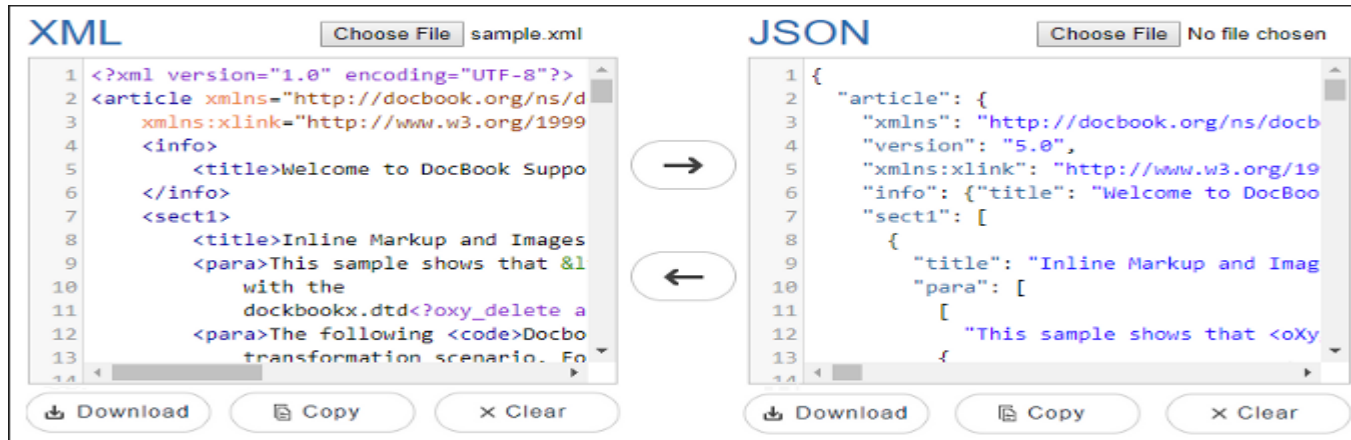 XML Choose File sample.xml
1 <?xml version="1.0" encoding="UTF-8"?>
2 <article xmlns="http://docbook.org/ns/d
3 xmlns:xlink="http://www.w3.org/1999
4 <info>
5 <title>Welcome to DocBook Suppo
6 </info>
7 <sect1>
8 <title>Inline Markup and Images
9 <para>This sample shows that &l
10 with the
11 dockbookx.dtd<?oxy_delete a
12 <para>The following <code>Docbo
13 transformation scenario. Fo
14
Download Copy Clear
→
←
JSON Choose File No file chosen
1 {
2 "article": {
3 "xmlns": "http://docbook.org/ns/docb
4 "version": "5.0",
5 "xmlns:xlink": "http://www.w3.org/19
6 "info": {"title": "Welcome to DocBoo
7 "sect1": [
8 {
9 "title": "Inline Markup and Imag
10 "para": [
11 [
12 "This sample shows that <oXy
13 {
14
Download Copy Clear